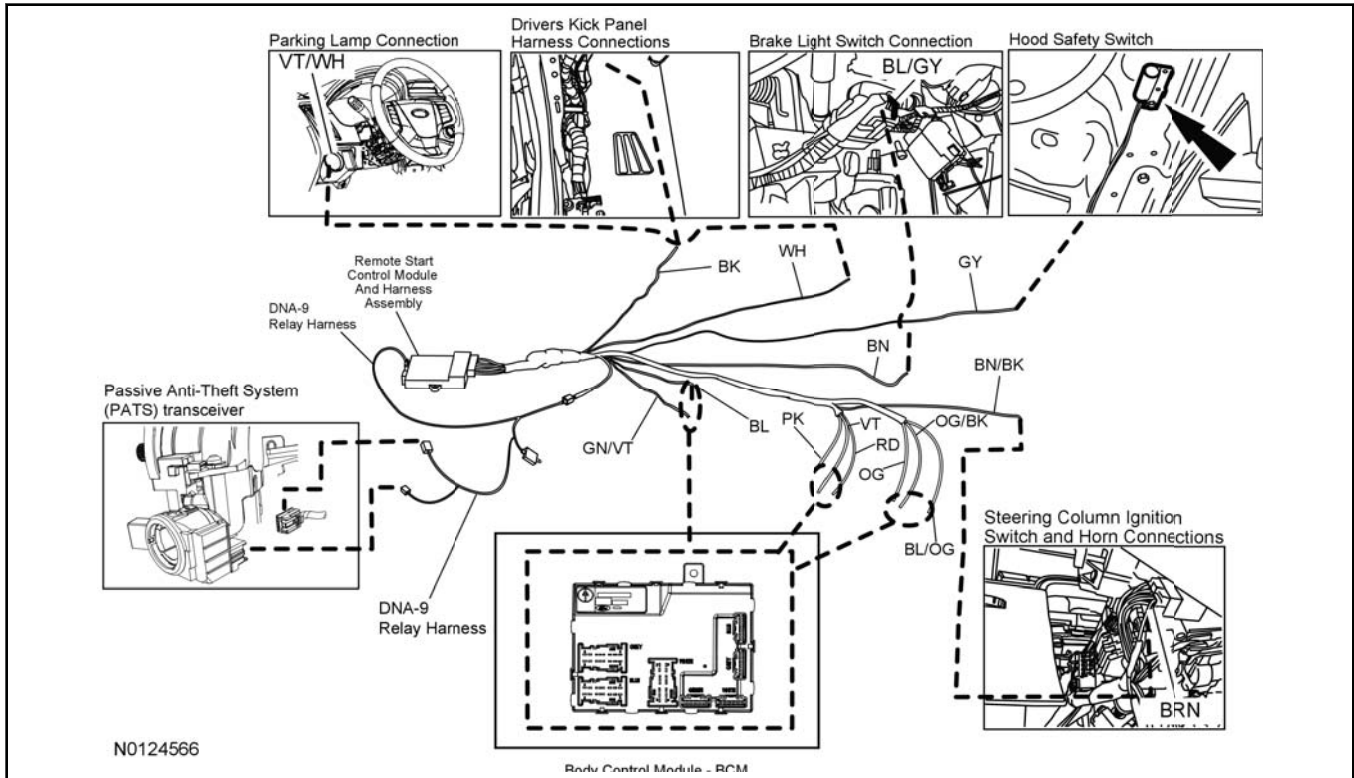 Parking Lamp Connection
VT/WH
Drivers Kick Panel
Harness Connections
Brake Light Switch Connection
BL/GY
Hood Safety Switch
Remote Start
Control Module
And Harness
Assembly
DNA-9
Relay Harness
BK
WH
GY
BN
BN/BK
Passive Anti-Theft System
(PATS) transceiver
GN/VT
BL
PK
VT
RD
OG
OG/BK
BL/OG
Steering Column Ignition
Switch and Horn Connections
BRN
DNA-9
Relay Harness
GREY
BLUE
N0124566
Body Control Module - BCM